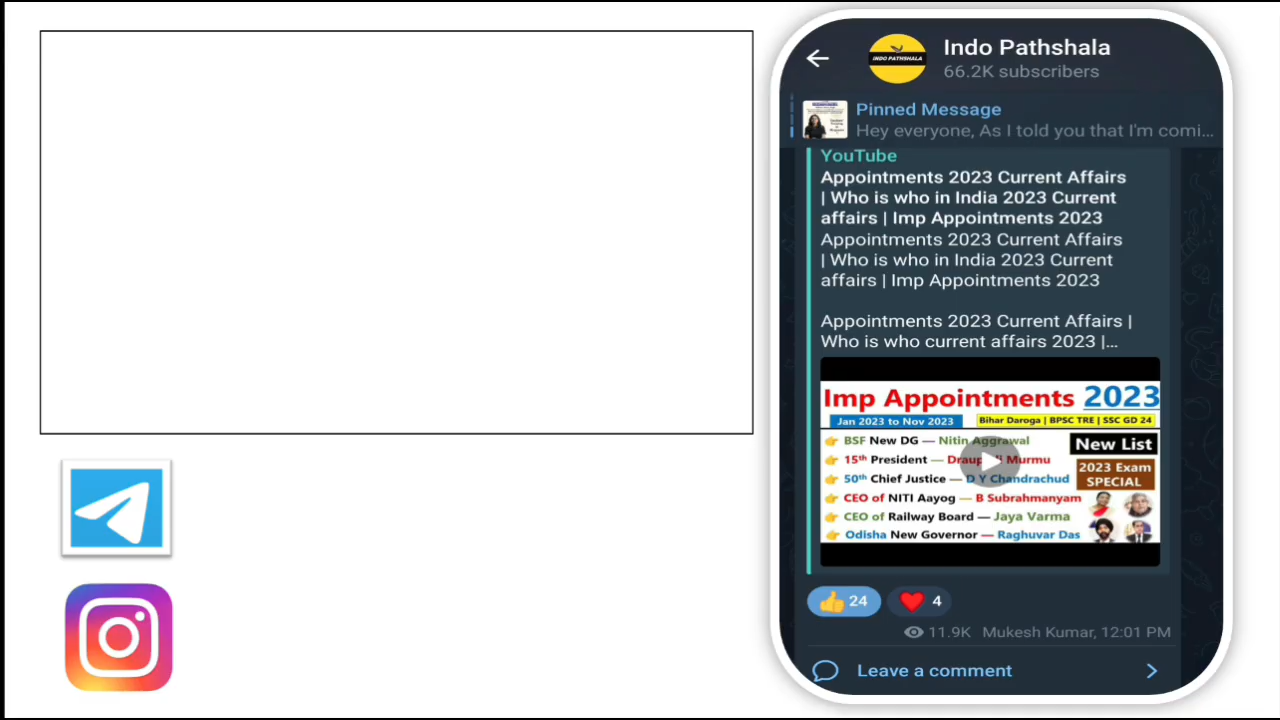 Indo Pathshala
INDO PATHSHALA
66.2K subscribers
Pinned Message
Hey everyone, As I told you that I'm comi...
YouTube
Appointments 2023 Current Affairs
| Who is who in India 2023 Current
affairs | Imp Appointments 2023
Appointments 2023 Current Affairs
| Who is who in India 2023 Current
affairs | Imp Appointments 2023
Appointments 2023 Current Affairs |
Who is who current affairs 2023 |...
Imp Appointments 2023
Jan 2023 to Nov 2023
Bihar Daroga | BPSC TRE | SSC GD 24
BSF New DG — Nitin Aggrawal
New List
15th President — Draupadi Murmu
2023 Exam
SPECIAL
50th Chief Justice — D Y Chandrachud
CEO of NITI Aayog — B Subrahmanyam
CEO of Railway Board — Jaya Varma
Odisha New Governor — Raghuvar Das
24
4
11.9K Mukesh Kumar, 12:01 PM
Leave a comment